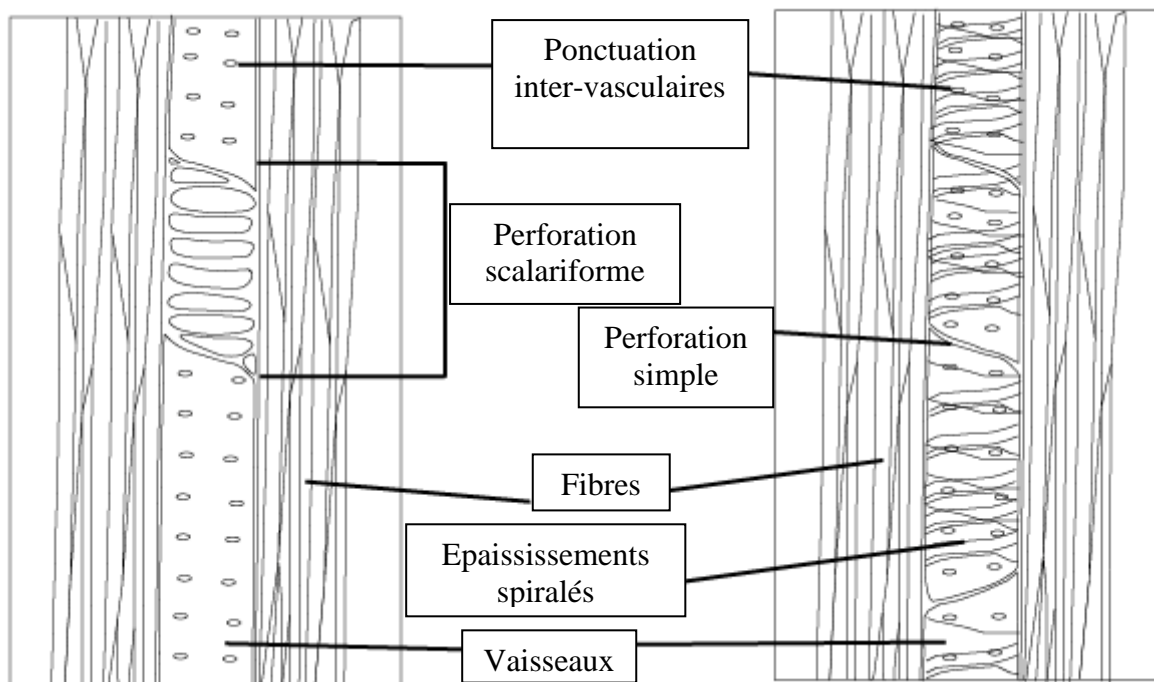 Ponctuation
inter-vasculaires
Perforation
scalariforme
Perforation
simple
Fibres
Epaississements
spiralés
Vaisseaux